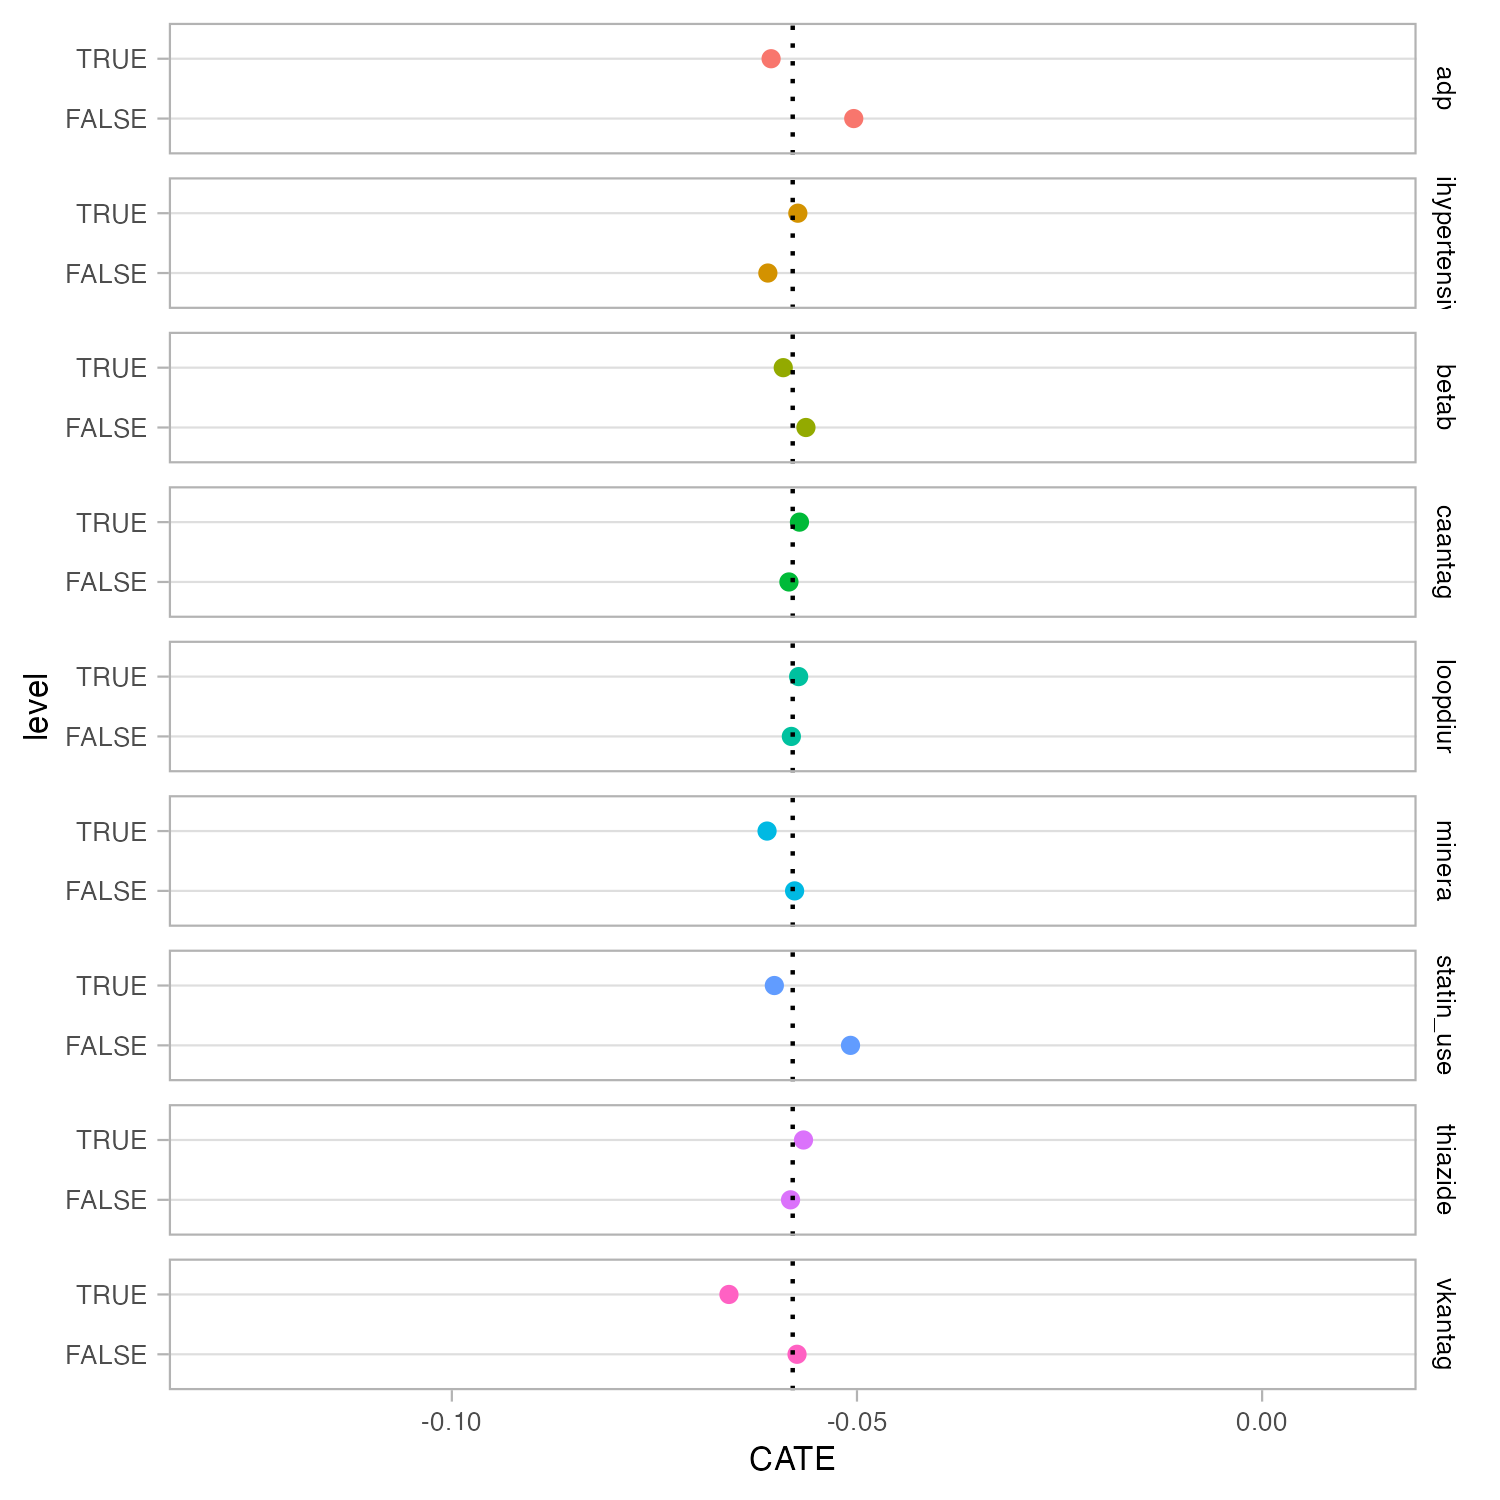 TRUE
FALSE
adp
TRUE
FALSE
ihypertensiv
TRUE
FALSE
betab
TRUE
FALSE
caantag
TRUE
FALSE
loopdiur
TRUE
FALSE
minera
TRUE
FALSE
statin_use
TRUE
FALSE
thiazide
TRUE
FALSE
vkantag
level
-0.10
-0.05
0.00
CATE